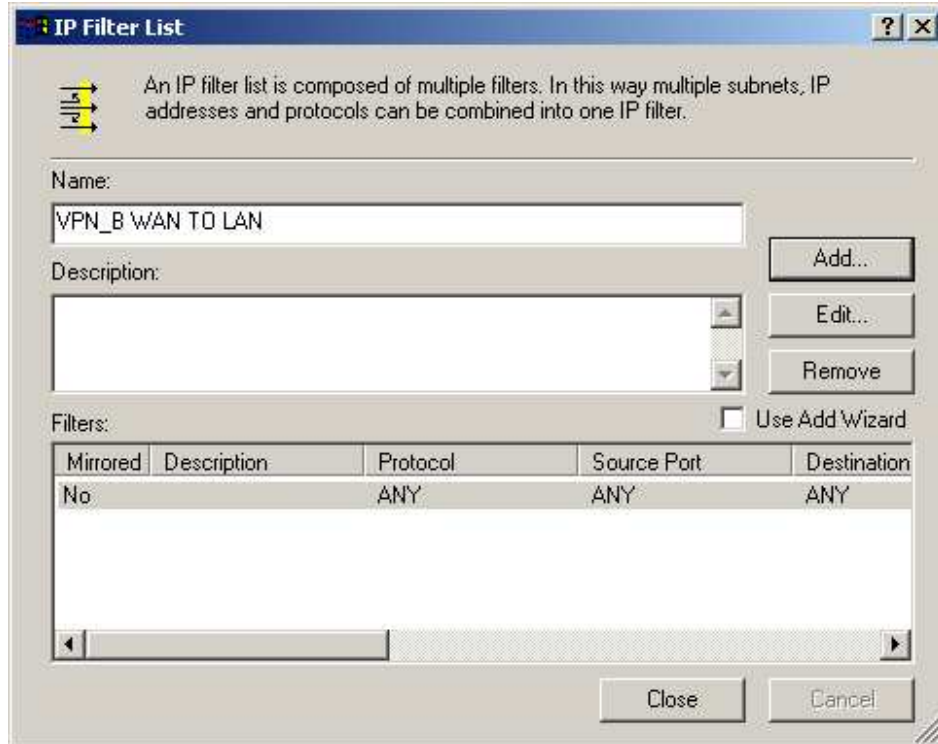 IP Filter List
An IP filter list is composed of multiple filters. In this way multiple subnets, IP
addresses and protocols can be combined into one IP filter.
Name:
VPN_B WAN TO LAN
Add...
Description:
Edit...
Remove
Filters:
Use Add Wizard
Mirrored Description Protocol Source Port Destination
No ANY ANY ANY
Close Cancel